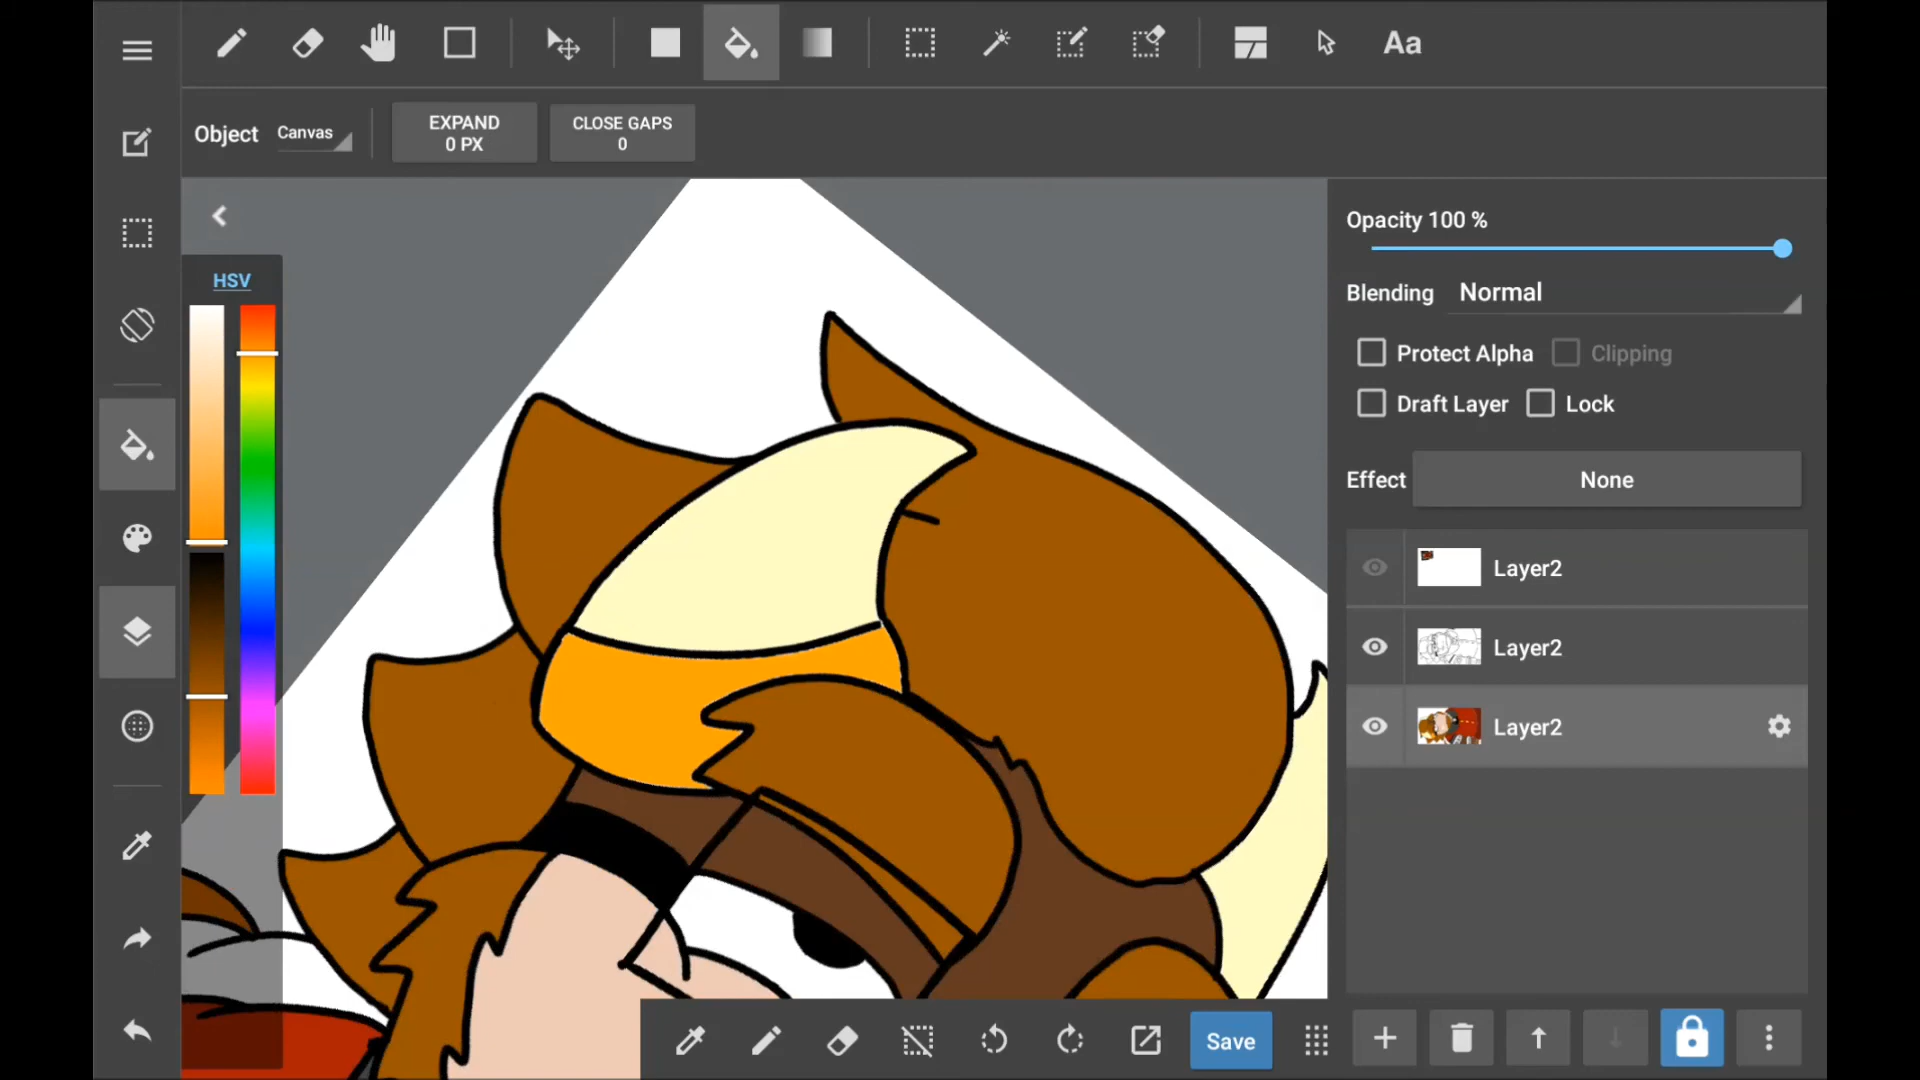 Aa
Object Canvas
EXPAND
0 PX
CLOSE GAPS
0
HSV
Opacity 100 %
Blending Normal
Protect Alpha
Clipping
Draft Layer
Lock
Effect None
Layer2
Layer2
Layer2
Save